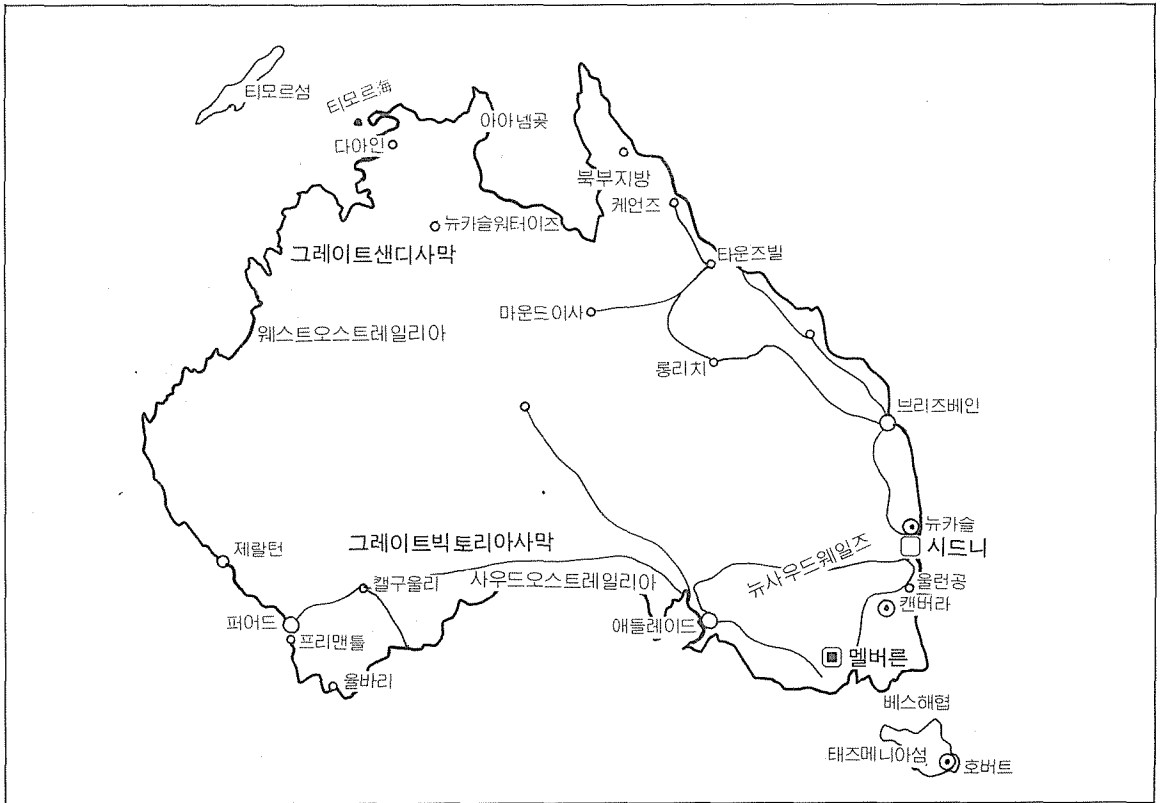 티모르섬
티모르海
아아넴곶
다아인
북부지방
케언즈
뉴카슬워터이즈
그레이트샌디사막
타운즈빌
마운드이사
웨스트오스트레일리아
롱리치
브리즈베인
뉴카슬
시드니
제랄턴
그레이트빅토리아사막
뉴사우드웨일즈
캘구울리
사우드오스트레일리아
울런공
캔버라
퍼어드
애들레이드
프리맨틀
멜버른
올바리
베스해협
태즈메니아섬
호버트